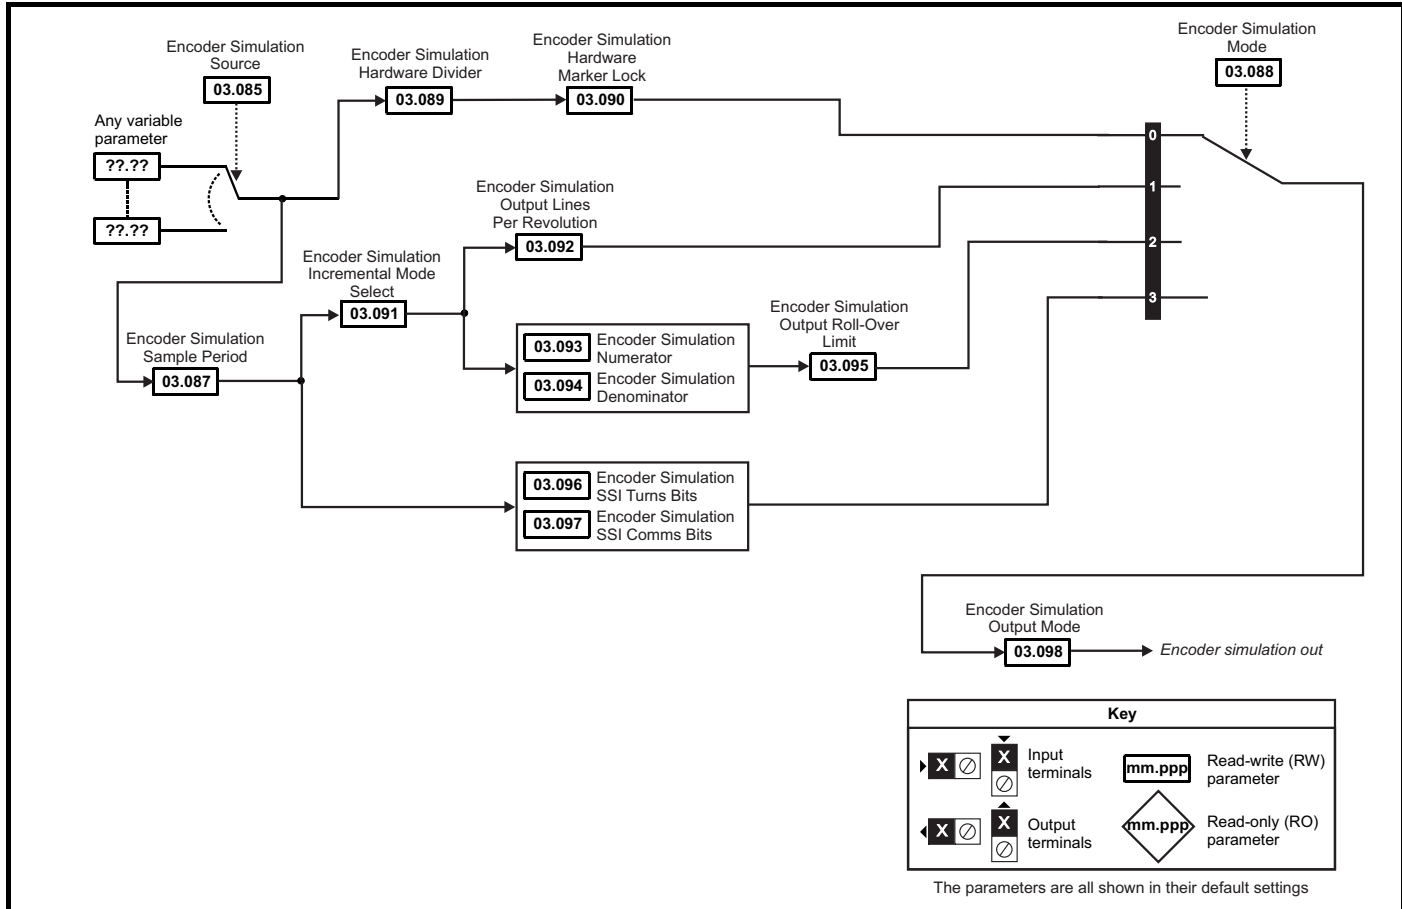 Encoder Simulation
Source
03.085
Encoder Simulation
Hardware Divider
03.089
Encoder Simulation
Hardware
Marker Lock
03.090
Encoder Simulation
Mode
03.088
Any variable
parameter
??.??
??.??
0
1
2
3
Encoder Simulation
Output Lines
Per Revolution
03.092
Encoder Simulation
Incremental Mode
Select
03.091
Encoder Simulation
Sample Period
03.087
03.093
Encoder Simulation
Numerator
03.094
Encoder Simulation
Denominator
Encoder Simulation
Output Roll-Over
Limit
03.095
03.096
Encoder Simulation
SSI Turns Bits
03.097
Encoder Simulation
SSI Comms Bits
Encoder Simulation
Output Mode
03.098
Encoder simulation out
Key
X
X
Input
terminals
mm.ppp
Read-write (RW)
parameter
X
X
Output
terminals
mm.ppp
Read-only (RO)
parameter
The parameters are all shown in their default settings